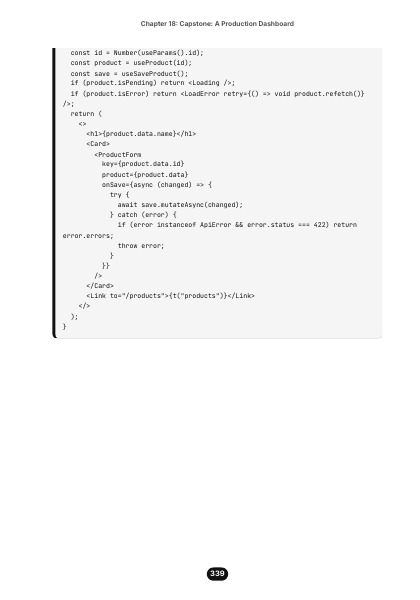 Chapter 18: Capstone: A Production Dashboard
  const id = Number(useParams().id);
  const product = useProduct(id);
  const save = useSaveProduct();
  if (product.isPending) return <Loading />;
  if (product.isError) return <LoadError retry={() => void product.refetch()}
/>;
  return (
    <>
      <h1>{product.data.name}</h1>
      <Card>
        <ProductForm
          key={product.data.id}
          product={product.data}
          onSave={async (changed) => {
            try {
              await save.mutateAsync(changed);
            } catch (error) {
              if (error instanceof ApiError && error.status === 422) return
error.errors;
              throw error;
            }
          }}
        />
      </Card>
      <Link to="/products">{t("products")}</Link>
    </>
  );
}
339